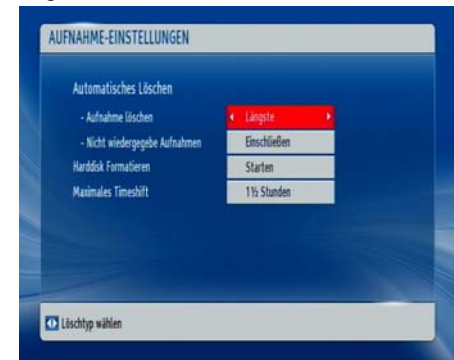 AUFNAHME-EINSTELLUNGEN
Automatisches Löschen
- Aufnahme löschen Längste
- Nicht wiedergegebe Aufnahmen Einschließen
Harddisk Formatieren Starten
Maximales Timeshift 1½ Stunden
Löschtyp wählen